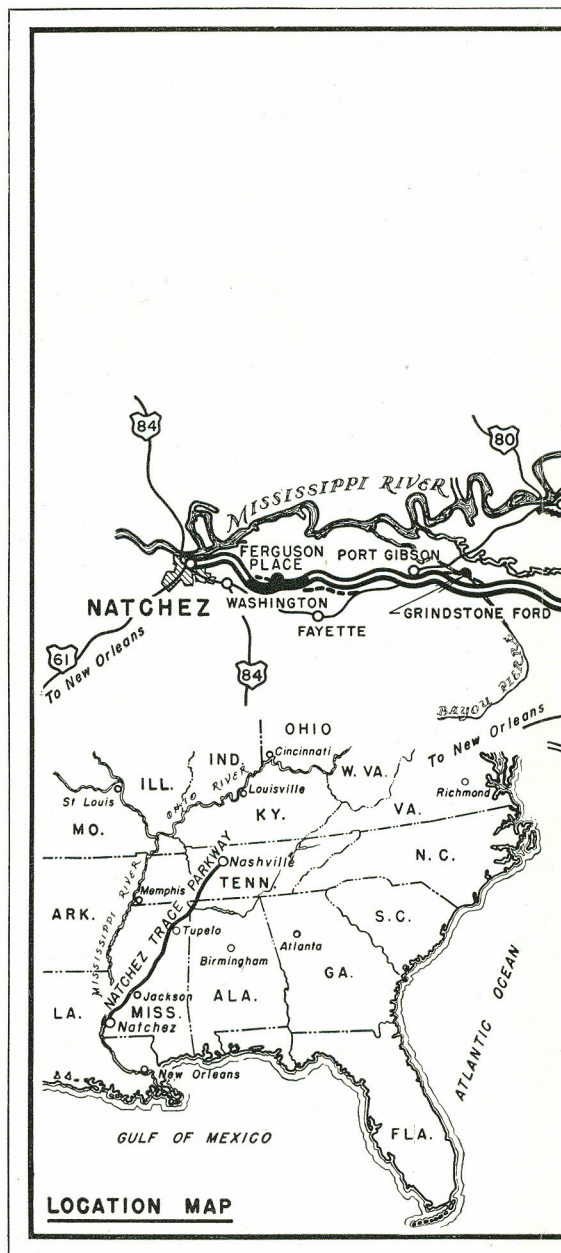 84
80
MISSISSIPPI RIVER
FERGUSON
PLACE
PORT GIBSON
NATCHEZ
WASHINGTON
GRINDSTONE FORD
FAYETTE
61
To New Orleans
84
BAYOU PIERRE
To New Orleans
OHIO
IND.
Cincinnati
W. VA.
ILL.
OHIO RIVER
Louisville
Richmond
St Louis
KY.
VA.
MO.
Nashville
N. C.
TENN.
MISSISSIPPI RIVER
Memphis
NATCHEZ TRACE PARKWAY
ARK.
S.C.
Tupelo
Atlanta
Birmingham
GA.
ATLANTIC OCEAN
Jackson
ALA.
LA.
MISS.
Natchez
New Orleans
GULF OF MEXICO
FLA.
LOCATION MAP